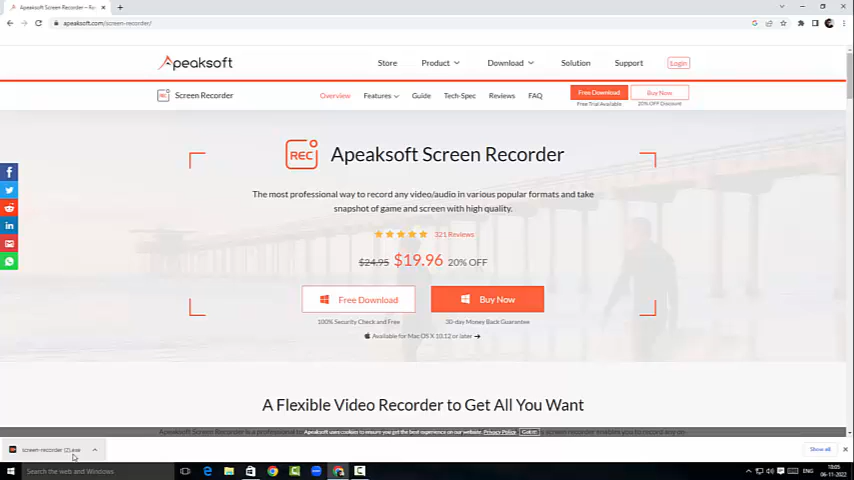 Apeaksoft Screen Recorder – R
apeaksoft.com/screen-recorder/
Apeaksoft
Store
Product
Download
Solution
Support
Login
REC
Screen Recorder
Overview
Features
Guide
Tech-Spec
Reviews
FAQ
Free Download
Free Trial Available
Buy Now
20% OFF Discount
REC
Apeaksoft Screen Recorder
The most professional way to record any video/audio in various popular formats and take
snapshot of game and screen with high quality.
321 Reviews
$24.95 $19.96 20% OFF
Free Download
Buy Now
100% Security Check and Free
30-day Money Back Guarantee
Available for Mac OS X 10.12 or later
A Flexible Video Recorder to Get All You Want
Apeaksoft uses cookies to ensure you get the best experience on our website. Privacy Policy Got it!
screen-recorder (2).exe
Show all
Search the web and Windows
18:05
06-11-2022